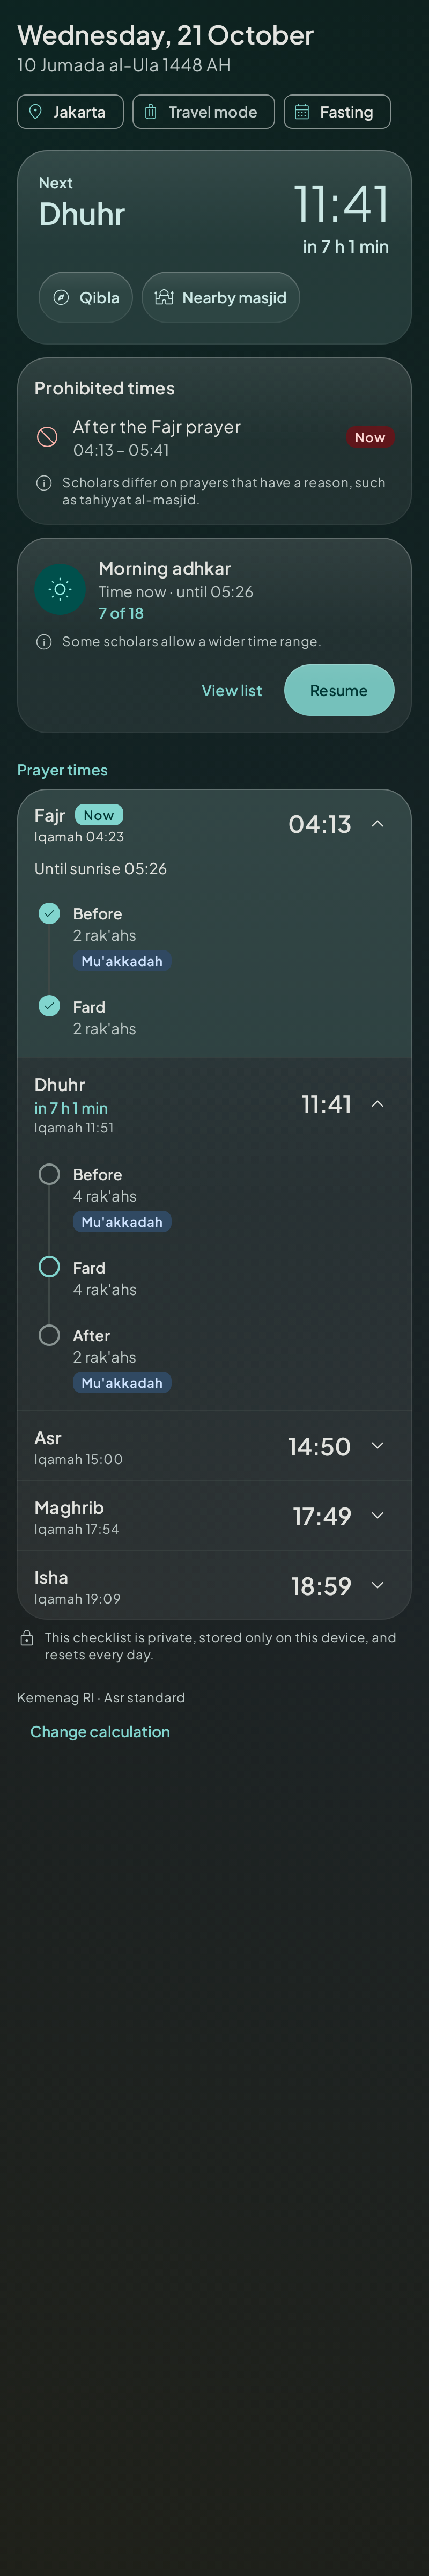 Wednesday, 21 October
10 Jumada al-Ula 1448 AH
Jakarta
Travel mode
Fasting
Next
Dhuhr
11:41
in 7 h 1 min
Qibla
Nearby masjid
Prohibited times
After the Fajr prayer
04:13 – 05:41
Now
Scholars differ on prayers that have a reason, such
as tahiyyat al-masjid.
Morning adhkar
Time now · until 05:26
7 of 18
Some scholars allow a wider time range.
View list
Resume
Prayer times
Fajr
Now
Iqamah 04:23
04:13
Until sunrise 05:26
Before
2 rak'ahs
Mu'akkadah
Fard
2 rak'ahs
Dhuhr
in 7 h 1 min
Iqamah 11:51
11:41
Before
4 rak'ahs
Mu'akkadah
Fard
4 rak'ahs
After
2 rak'ahs
Mu'akkadah
Asr
Iqamah 15:00
14:50
Maghrib
Iqamah 17:54
17:49
Isha
Iqamah 19:09
18:59
This checklist is private, stored only on this device, and
resets every day.
Kemenag RI · Asr standard
Change calculation